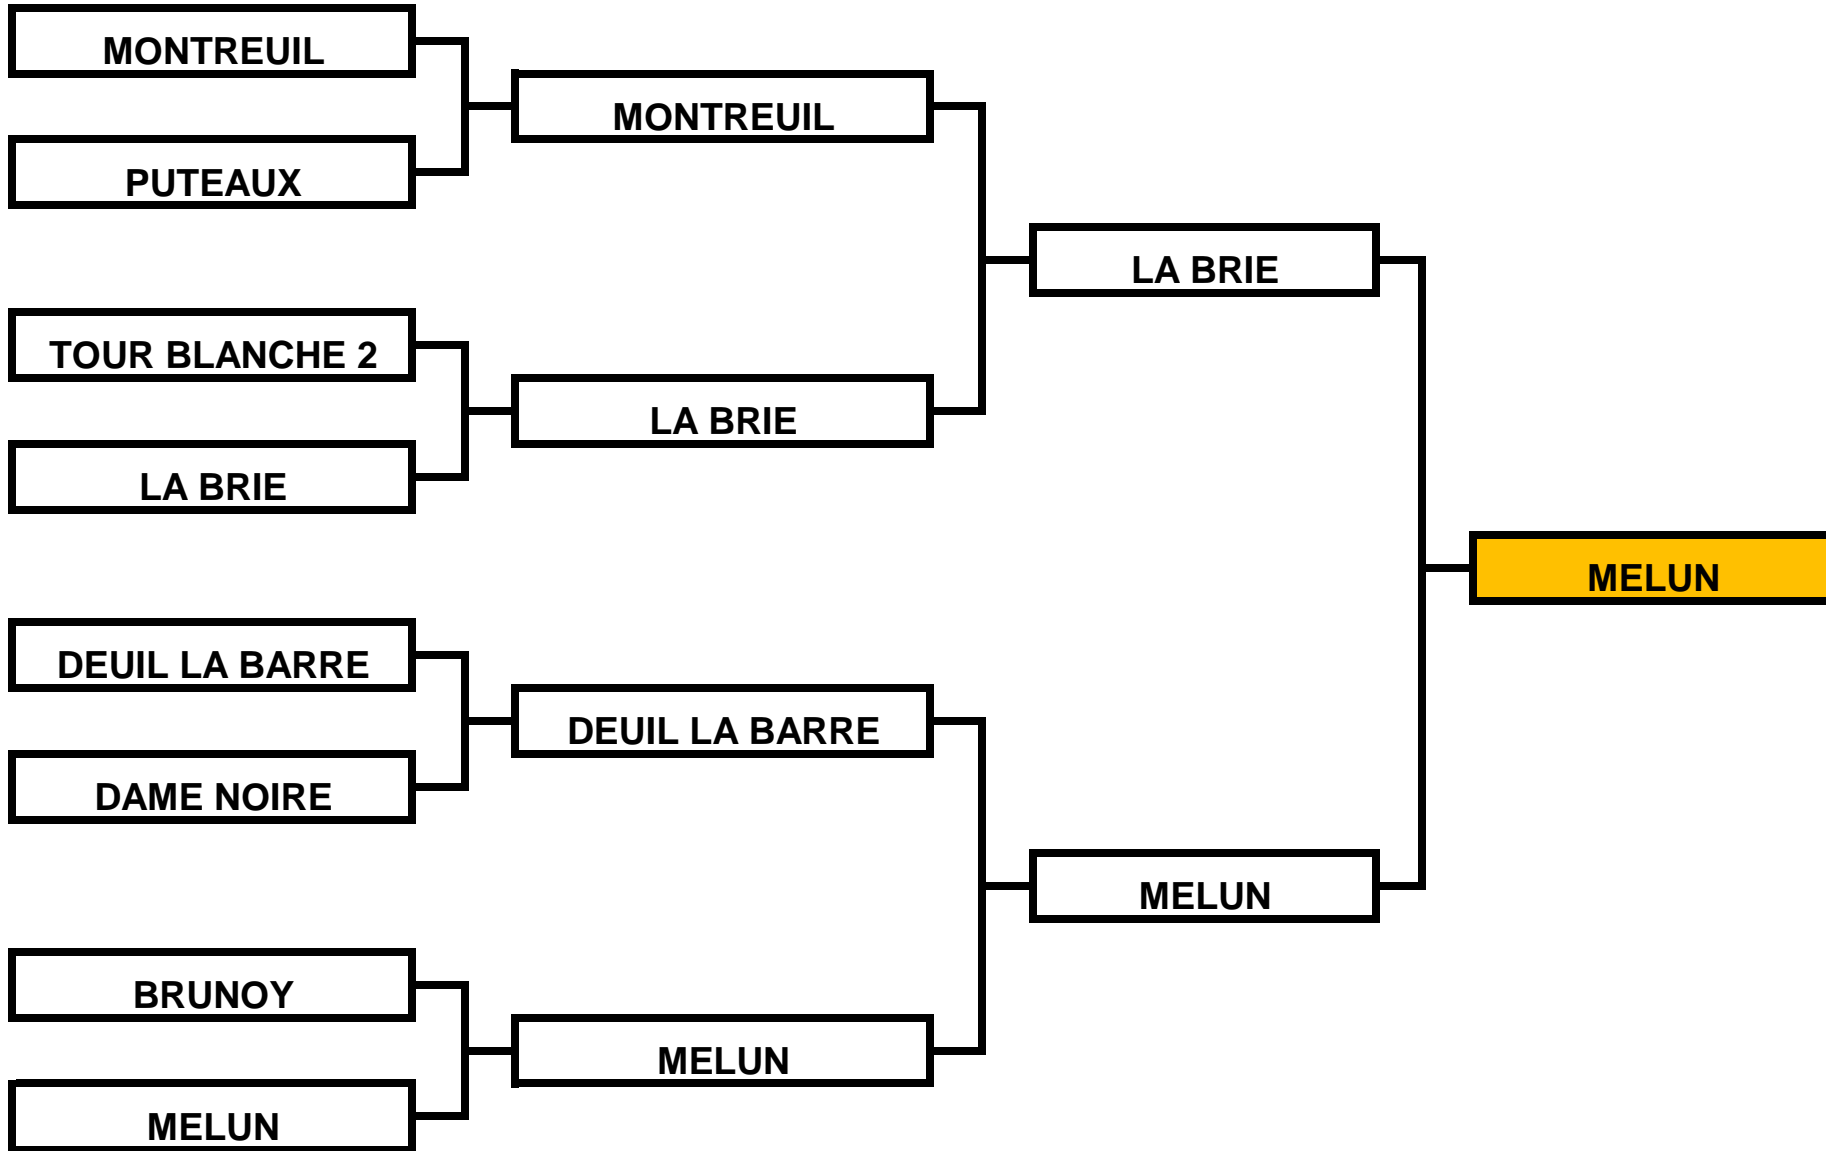 MONTREUIL
MONTREUIL
PUTEAUX
LA BRIE
TOUR BLANCHE 2
LA BRIE
LA BRIE
MELUN
DEUIL LA BARRE
DEUIL LA BARRE
DAME NOIRE
MELUN
BRUNOY
MELUN
MELUN